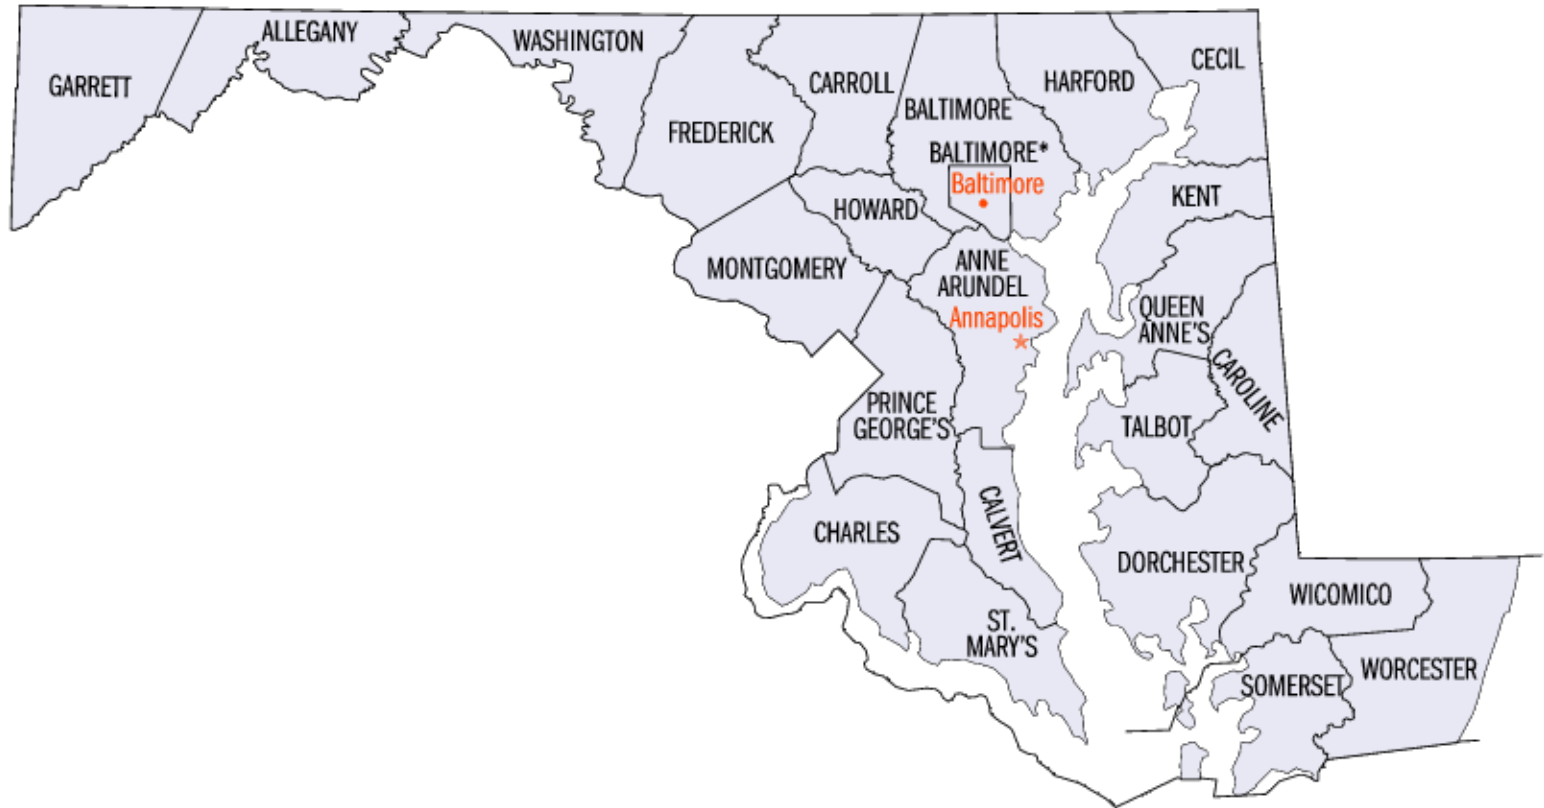 ALLEGANY
WASHINGTON
GARRETT
CARROLL
HARFORD
CECIL
FREDERICK
BALTIMORE
BALTIMORE*
Baltimore
KENT
HOWARD
MONTGOMERY
ANNE
ARUNDEL
Annapolis
QUEEN
ANNE'S
CAROLINE
PRINCE
GEORGE'S
TALBOT
CALVERT
CHARLES
DORCHESTER
WICOMICO
ST.
MARY'S
SOMERSET
WORCESTER